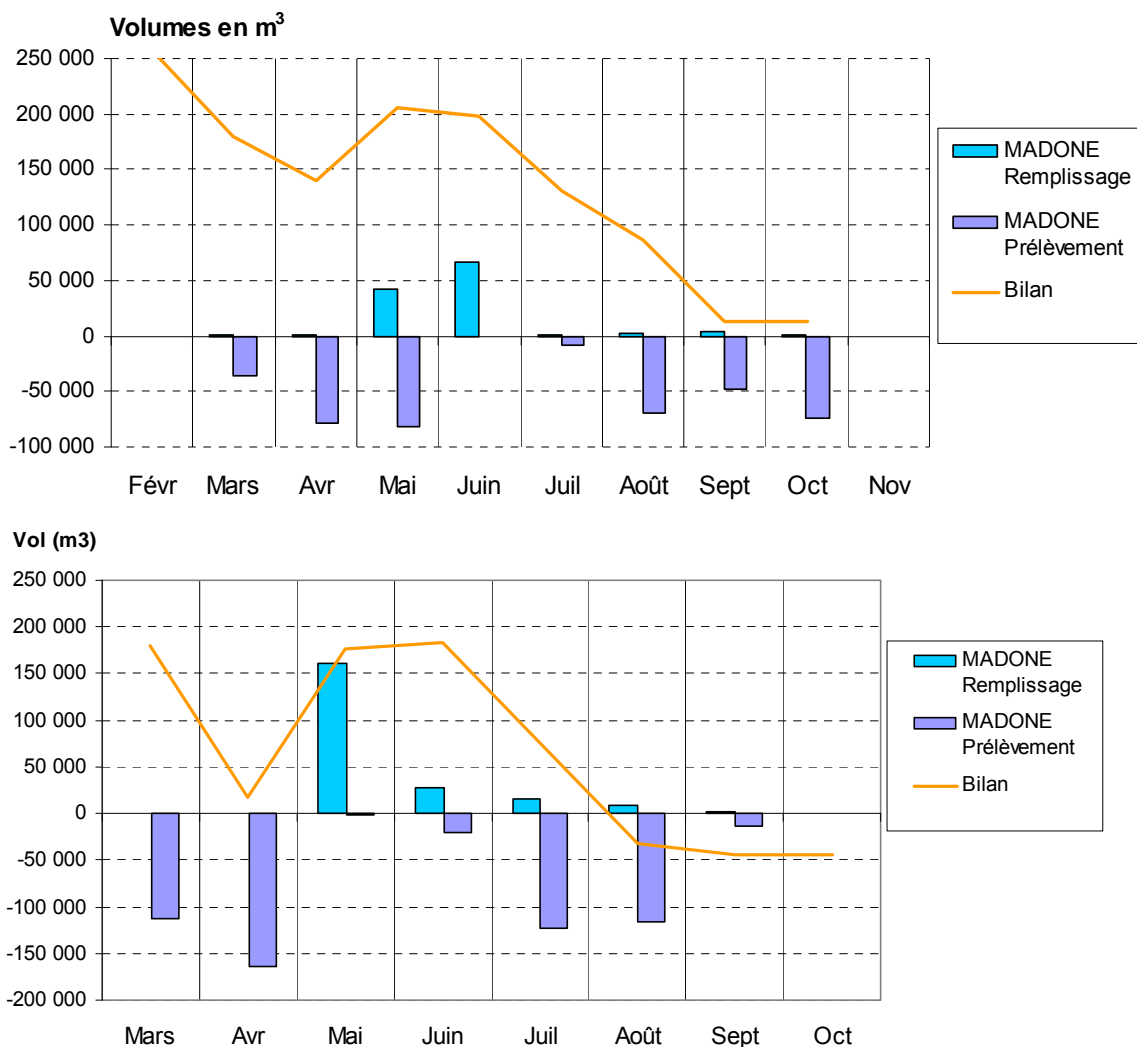 Volumes en m³
250 000
200 000
150 000
100 000
50 000
0
-50 000
-100 000
Févr Mars Avr Mai Juin Juil Août Sept Oct Nov
MADONE
Remplissage
MADONE
Prélèvement
Bilan
Vol (m3)
250 000
200 000
150 000
100 000
50 000
0
-50 000
-100 000
-150 000
-200 000
Mars Avr Mai Juin Juil Août Sept Oct
MADONE
Remplissage
MADONE
Prélèvement
Bilan